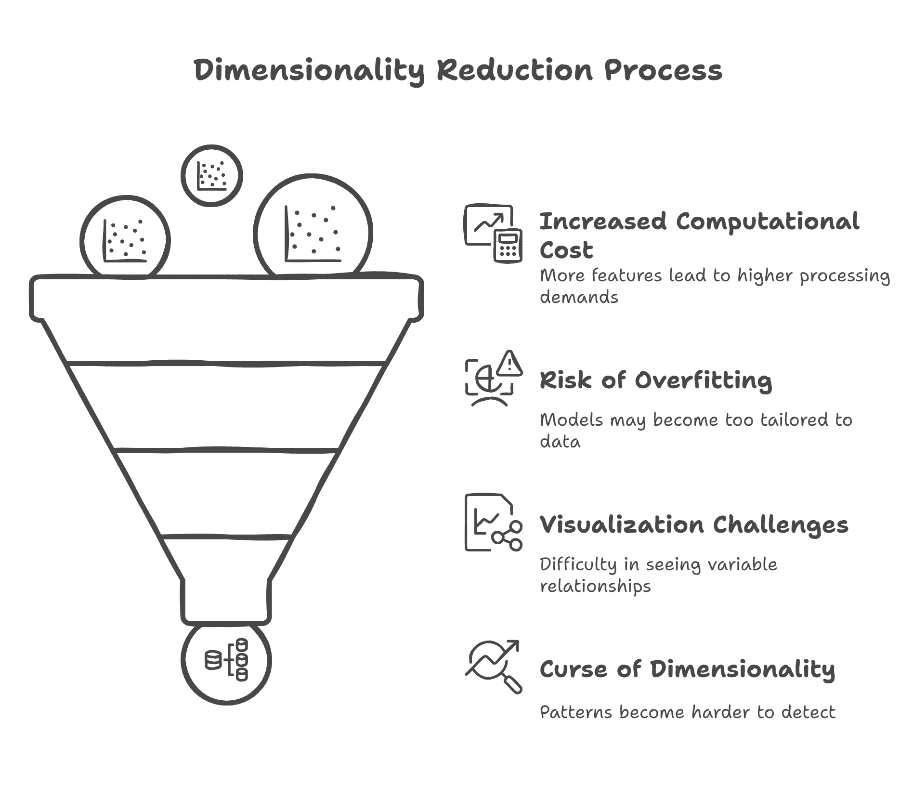 Dimensionality Reduction Process
Increased Computational
Cost
More features lead to higher processing
demands
Risk of Overfitting
Models may become too tailored to
data
Visualization Challenges
Difficulty in seeing variable
relationships
Curse of Dimensionality
Patterns become harder to detect